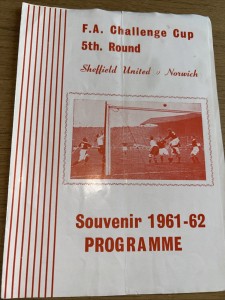 F.A. Challenge Cup
5th. Round
Sheffield United v Norwich
Souvenir 1961-62
PROGRAMME